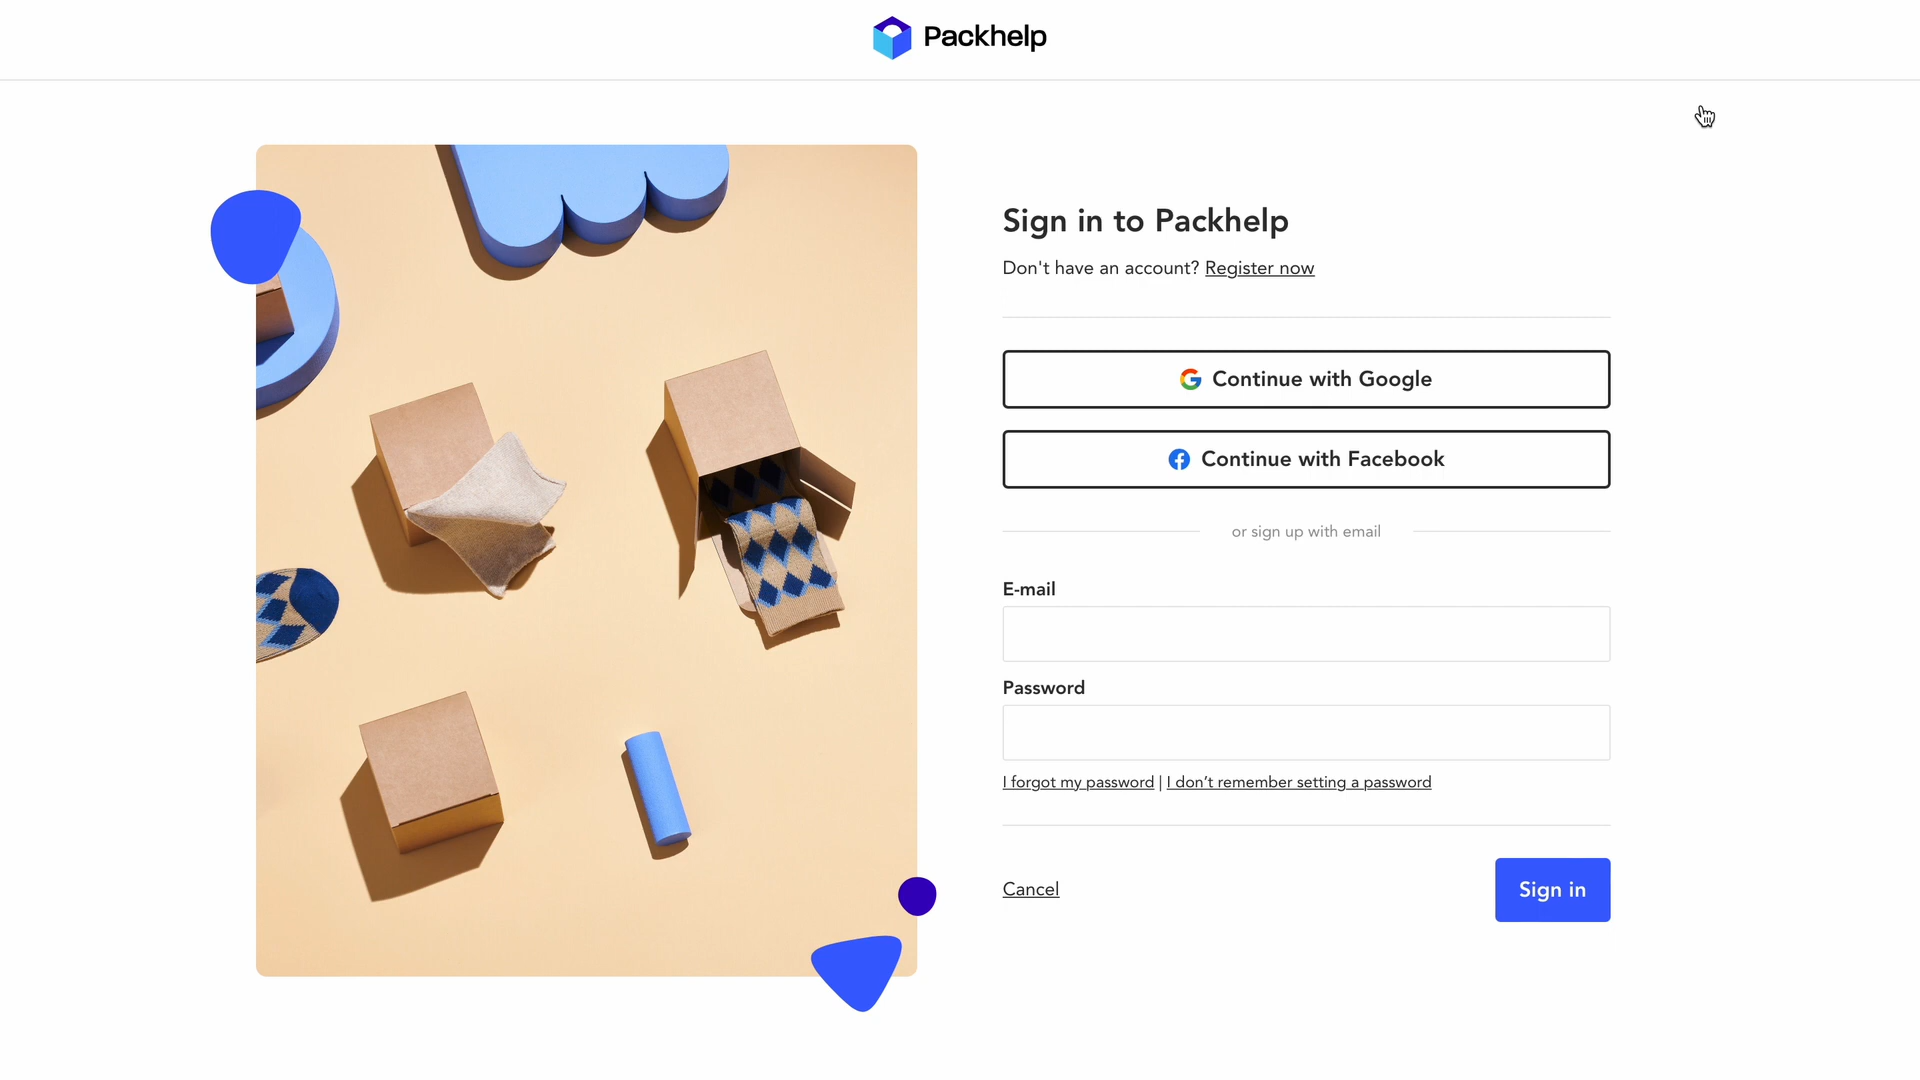 Packhelp
Sign in to Packhelp
Don't have an account? Register now
Continue with Google
Continue with Facebook
or sign up with email
E-mail
Password
I forgot my password | I don’t remember setting a password
Cancel
Sign in